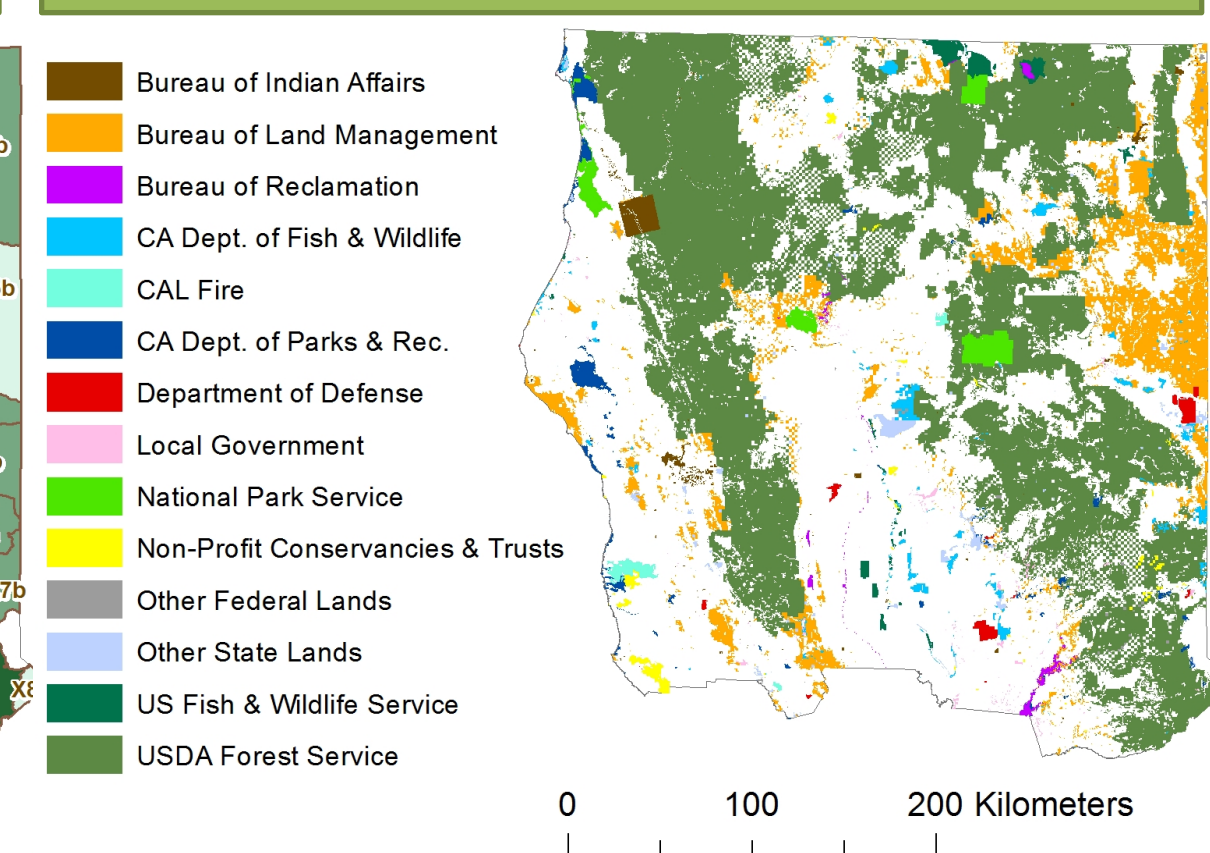 Bureau of Indian Affairs
Bureau of Land Management
Bureau of Reclamation
CA Dept. of Fish & Wildlife
CAL Fire
CA Dept. of Parks & Rec.
Department of Defense
Local Government
National Park Service
Non-Profit Conservancies & Trusts
Other Federal Lands
Other State Lands
US Fish & Wildlife Service
USDA Forest Service
b
b
7b
0 100 200 Kilometers